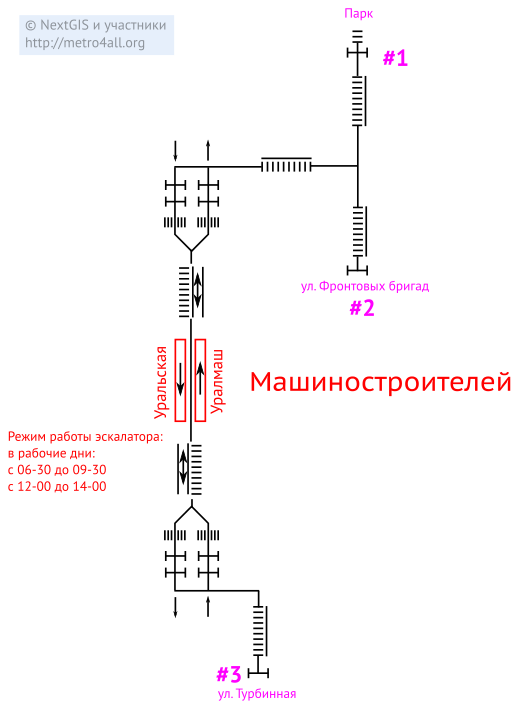 © NextGIS и участники
http://metro4all.org
Парк
#1
ул. Фронтовых бригад
#2
Уральская
Уралмаш
Машиностроителей
Режим работы эскалатора:
в рабочие дни:
с 06-30 до 09-30
с 12-00 до 14-00
#3
ул. Турбинная